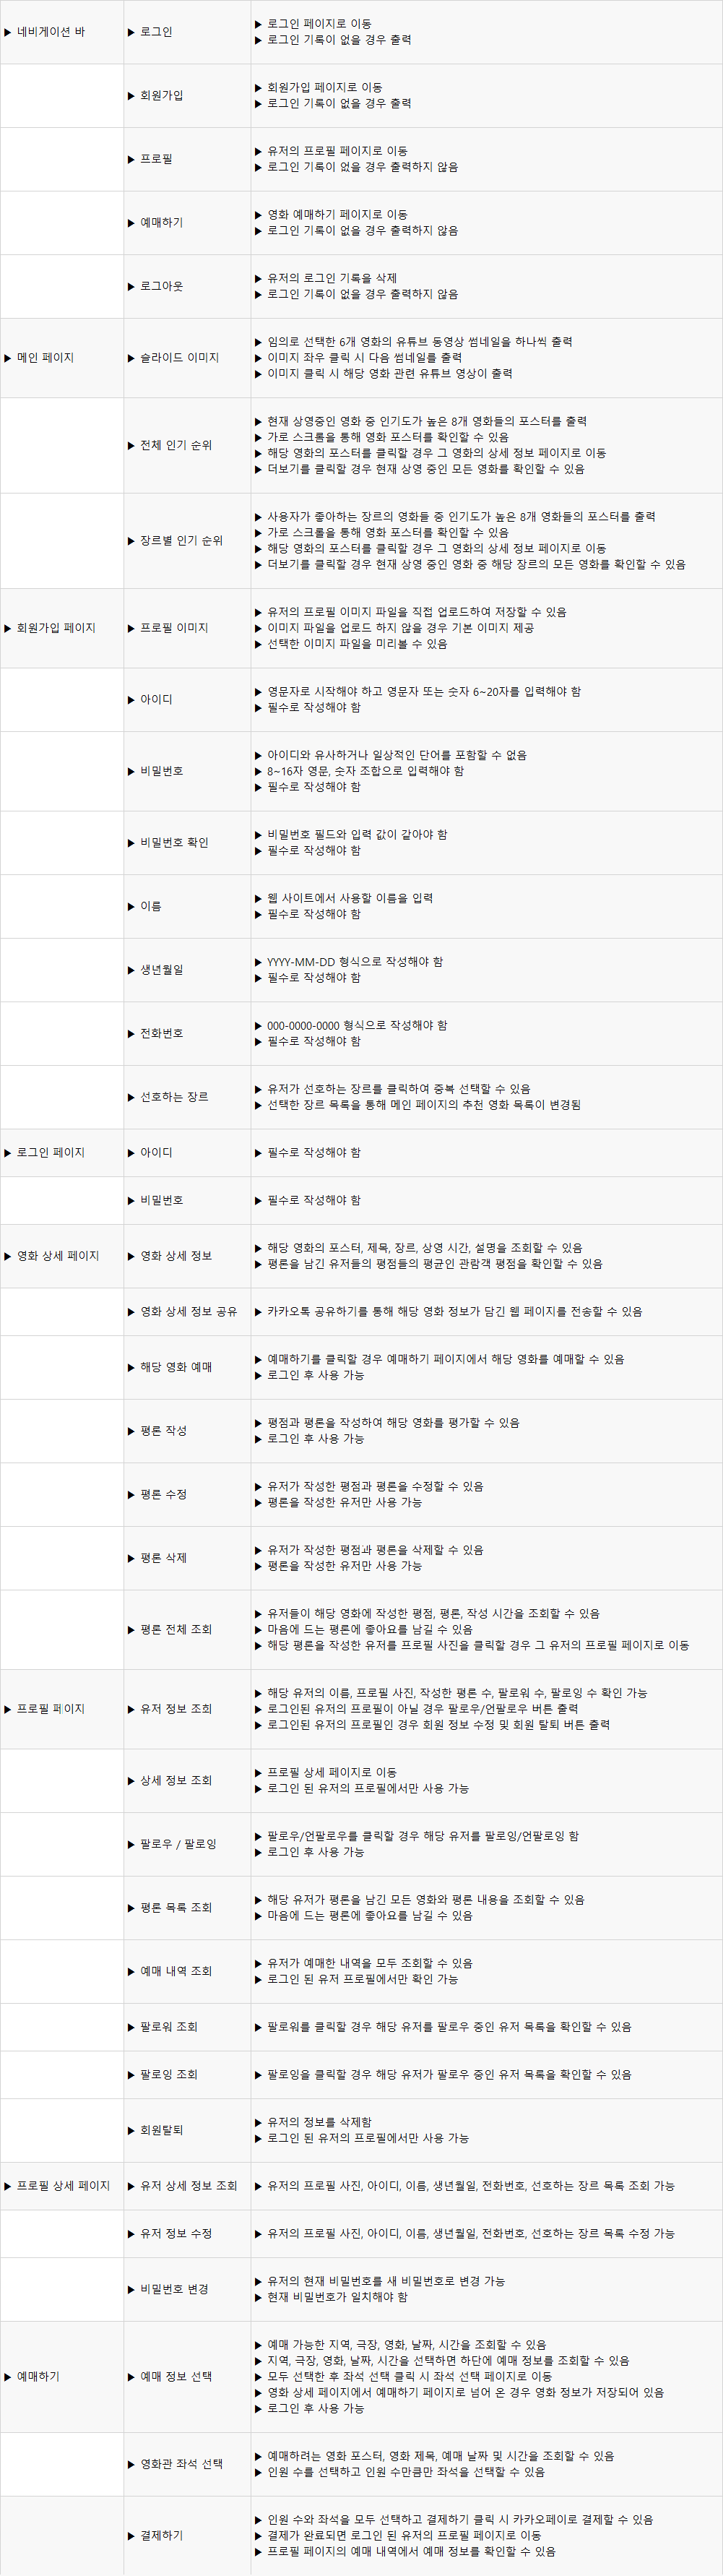 ▶ 네비게이션 바
▶ 로그인
▶ 로그인 페이지로 이동
▶ 로그인 기록이 없을 경우 출력
▶ 회원가입
▶ 회원가입 페이지로 이동
▶ 로그인 기록이 없을 경우 출력
▶ 프로필
▶ 유저의 프로필 페이지로 이동
▶ 로그인 기록이 없을 경우 출력하지 않음
▶ 예매하기
▶ 영화 예매하기 페이지로 이동
▶ 로그인 기록이 없을 경우 출력하지 않음
▶ 로그아웃
▶ 유저의 로그인 기록을 삭제
▶ 로그인 기록이 없을 경우 출력하지 않음
▶ 메인 페이지
▶ 슬라이드 이미지
▶ 임의로 선택한 6개 영화의 유튜브 동영상 썸네일을 하나씩 출력
▶ 이미지 좌우 클릭 시 다음 썸네일를 출력
▶ 이미지 클릭 시 해당 영화 관련 유튜브 영상이 출력
▶ 전체 인기 순위
▶ 현재 상영중인 영화 중 인기도가 높은 8개 영화들의 포스터를 출력
▶ 가로 스크롤을 통해 영화 포스터를 확인할 수 있음
▶ 해당 영화의 포스터를 클릭할 경우 그 영화의 상세 정보 페이지로 이동
▶ 더보기를 클릭할 경우 현재 상영 중인 모든 영화를 확인할 수 있음
▶ 장르별 인기 순위
▶ 사용자가 좋아하는 장르의 영화들 중 인기도가 높은 8개 영화들의 포스터를 출력
▶ 가로 스크롤을 통해 영화 포스터를 확인할 수 있음
▶ 해당 영화의 포스터를 클릭할 경우 그 영화의 상세 정보 페이지로 이동
▶ 더보기를 클릭할 경우 현재 상영 중인 영화 중 해당 장르의 모든 영화를 확인할 수 있음
▶ 회원가입 페이지
▶ 프로필 이미지
▶ 유저의 프로필 이미지 파일을 직접 업로드하여 저장할 수 있음
▶ 이미지 파일을 업로드 하지 않을 경우 기본 이미지 제공
▶ 선택한 이미지 파일을 미리볼 수 있음
▶ 아이디
▶ 영문자로 시작해야 하고 영문자 또는 숫자 6~20자를 입력해야 함
▶ 필수로 작성해야 함
▶ 비밀번호
▶ 아이디와 유사하거나 일상적인 단어를 포함할 수 없음
▶ 8~16자 영문, 숫자 조합으로 입력해야 함
▶ 필수로 작성해야 함
▶ 비밀번호 확인
▶ 비밀번호 필드와 입력 값이 같아야 함
▶ 필수로 작성해야 함
▶ 이름
▶ 웹 사이트에서 사용할 이름을 입력
▶ 필수로 작성해야 함
▶ 생년월일
▶ YYYY-MM-DD 형식으로 작성해야 함
▶ 필수로 작성해야 함
▶ 전화번호
▶ 000-0000-0000 형식으로 작성해야 함
▶ 필수로 작성해야 함
▶ 선호하는 장르
▶ 유저가 선호하는 장르를 클릭하여 중복 선택할 수 있음
▶ 선택한 장르 목록을 통해 메인 페이지의 추천 영화 목록이 변경됨
▶ 로그인 페이지
▶ 아이디
▶ 필수로 작성해야 함
▶ 비밀번호
▶ 필수로 작성해야 함
▶ 영화 상세 페이지
▶ 영화 상세 정보
▶ 해당 영화의 포스터, 제목, 장르, 상영 시간, 설명을 조회할 수 있음
▶ 평론을 남긴 유저들의 평점들의 평균인 관람객 평점을 확인할 수 있음
▶ 영화 상세 정보 공유
▶ 카카오톡 공유하기를 통해 해당 영화 정보가 담긴 웹 페이지를 전송할 수 있음
▶ 해당 영화 예매
▶ 예매하기를 클릭할 경우 예매하기 페이지에서 해당 영화를 예매할 수 있음
▶ 로그인 후 사용 가능
▶ 평론 작성
▶ 평점과 평론을 작성하여 해당 영화를 평가할 수 있음
▶ 로그인 후 사용 가능
▶ 평론 수정
▶ 유저가 작성한 평점과 평론을 수정할 수 있음
▶ 평론을 작성한 유저만 사용 가능
▶ 평론 삭제
▶ 유저가 작성한 평점과 평론을 삭제할 수 있음
▶ 평론을 작성한 유저만 사용 가능
▶ 평론 전체 조회
▶ 유저들이 해당 영화에 작성한 평점, 평론, 작성 시간을 조회할 수 있음
▶ 마음에 드는 평론에 좋아요를 남길 수 있음
▶ 해당 평론을 작성한 유저를 프로필 사진을 클릭할 경우 그 유저의 프로필 페이지로 이동
▶ 프로필 페이지
▶ 유저 정보 조회
▶ 해당 유저의 이름, 프로필 사진, 작성한 평론 수, 팔로워 수, 팔로잉 수 확인 가능
▶ 로그인된 유저의 프로필이 아닐 경우 팔로우/언팔로우 버튼 출력
▶ 로그인된 유저의 프로필인 경우 회원 정보 수정 및 회원 탈퇴 버튼 출력
▶ 상세 정보 조회
▶ 프로필 상세 페이지로 이동
▶ 로그인 된 유저의 프로필에서만 사용 가능
▶ 팔로우 / 팔로잉
▶ 팔로우/언팔로우를 클릭할 경우 해당 유저를 팔로잉/언팔로잉 함
▶ 로그인 후 사용 가능
▶ 평론 목록 조회
▶ 해당 유저가 평론을 남긴 모든 영화와 평론 내용을 조회할 수 있음
▶ 마음에 드는 평론에 좋아요를 남길 수 있음
▶ 예매 내역 조회
▶ 유저가 예매한 내역을 모두 조회할 수 있음
▶ 로그인 된 유저 프로필에서만 확인 가능
▶ 팔로워 조회
▶ 팔로워를 클릭할 경우 해당 유저를 팔로우 중인 유저 목록을 확인할 수 있음
▶ 팔로잉 조회
▶ 팔로잉을 클릭할 경우 해당 유저가 팔로우 중인 유저 목록을 확인할 수 있음
▶ 회원탈퇴
▶ 유저의 정보를 삭제함
▶ 로그인 된 유저의 프로필에서만 사용 가능
▶ 프로필 상세 페이지
▶ 유저 상세 정보 조회
▶ 유저의 프로필 사진, 아이디, 이름, 생년월일, 전화번호, 선호하는 장르 목록 조회 가능
▶ 유저 정보 수정
▶ 유저의 프로필 사진, 아이디, 이름, 생년월일, 전화번호, 선호하는 장르 목록 수정 가능
▶ 비밀번호 변경
▶ 유저의 현재 비밀번호를 새 비밀번호로 변경 가능
▶ 현재 비밀번호가 일치해야 함
▶ 예매하기
▶ 예매 정보 선택
▶ 예매 가능한 지역, 극장, 영화, 날짜, 시간을 조회할 수 있음
▶ 지역, 극장, 영화, 날짜, 시간을 선택하면 하단에 예매 정보를 조회할 수 있음
▶ 모두 선택한 후 좌석 선택 클릭 시 좌석 선택 페이지로 이동
▶ 영화 상세 페이지에서 예매하기 페이지로 넘어 온 경우 영화 정보가 저장되어 있음
▶ 로그인 후 사용 가능
▶ 영화관 좌석 선택
▶ 예매하려는 영화 포스터, 영화 제목, 예매 날짜 및 시간을 조회할 수 있음
▶ 인원 수를 선택하고 인원 수만큼만 좌석을 선택할 수 있음
▶ 결제하기
▶ 인원 수와 좌석을 모두 선택하고 결제하기 클릭 시 카카오페이로 결제할 수 있음
▶ 결제가 완료되면 로그인 된 유저의 프로필 페이지로 이동
▶ 프로필 페이지의 예매 내역에서 예매 정보를 확인할 수 있음